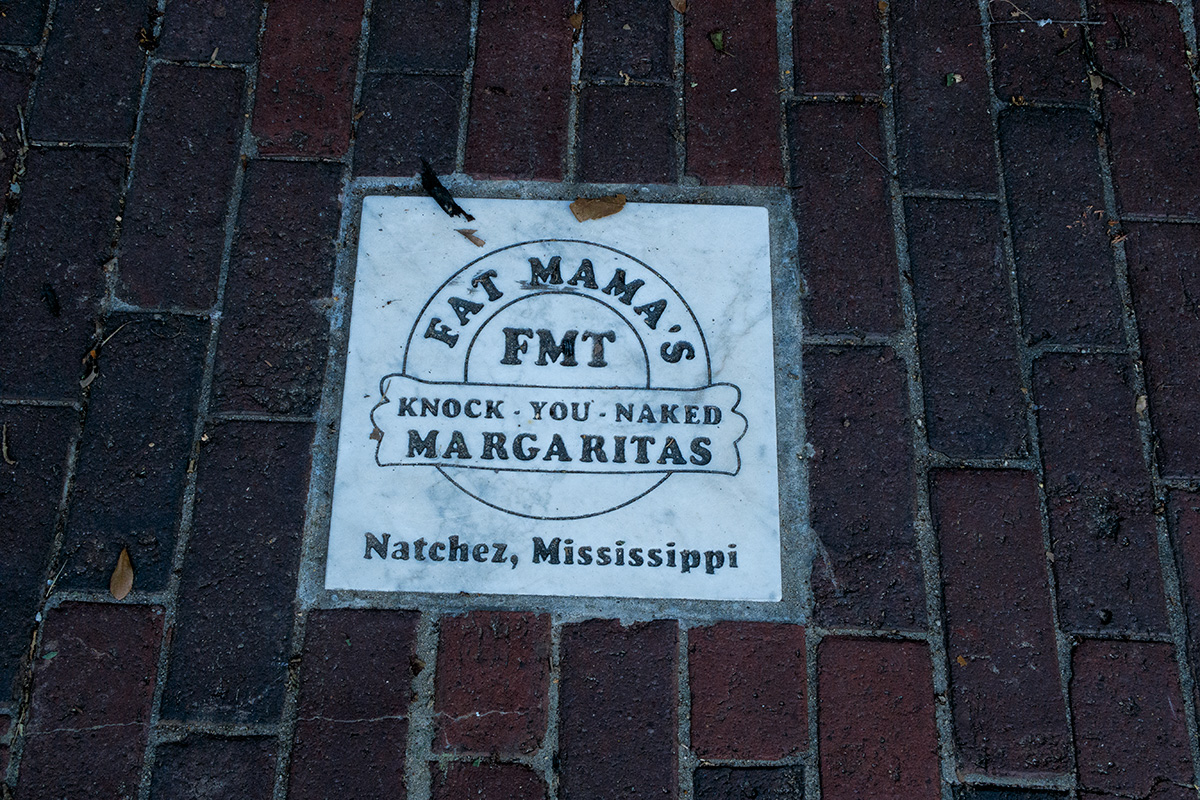 FAT MAMA'S
FMT
KNOCK - YOU - NAKED
MARGARITAS
Natchez, Mississippi